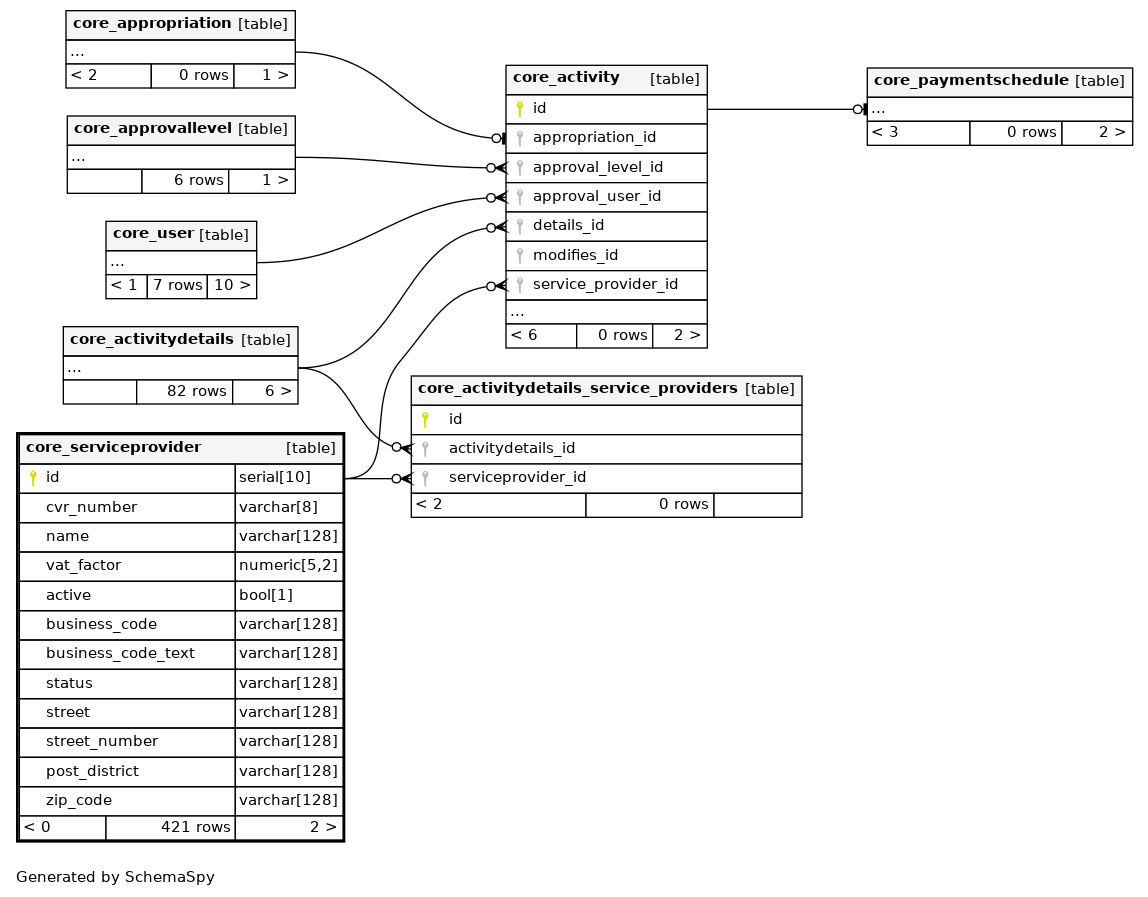 core_appropriation [table]
...
< 2 0 rows 1 >
core_approvallevel [table]
...
6 rows 1 >
core_user [table]
...
< 1 7 rows 10 >
core_activitydetails [table]
...
82 rows 6 >
core_serviceprovider [table]
id serial[10]
cvr_number varchar[8]
name varchar[128]
vat_factor numeric[5,2]
active bool[1]
business_code varchar[128]
business_code_text varchar[128]
status varchar[128]
street varchar[128]
street_number varchar[128]
post_district varchar[128]
zip_code varchar[128]
< 0 421 rows 2 >
core_activity [table]
id
appropriation_id
approval_level_id
approval_user_id
details_id
modifies_id
service_provider_id
...
< 6 0 rows 2 >
core_activitydetails_service_providers [table]
id
activitydetails_id
serviceprovider_id
< 2 0 rows
core_paymentschedule [table]
...
< 3 0 rows 2 >
Generated by SchemaSpy